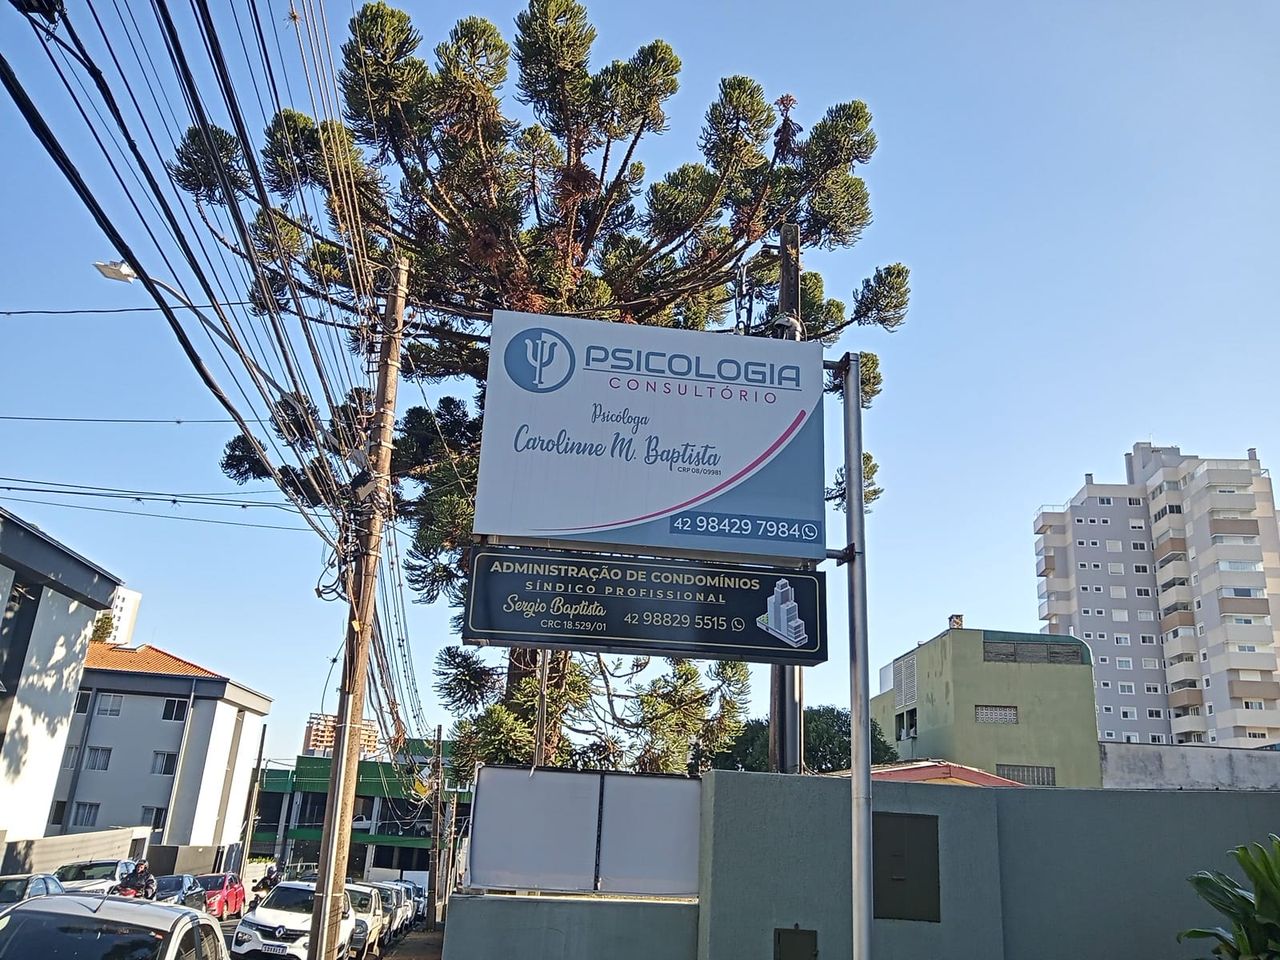 PSICOLOGIA
CONSULTÓRIO
Psicóloga
Carolinne M. Baptista
CRP 08/09981
42 98429 7984
ADMINISTRAÇÃO DE CONDOMÍNIOS
SÍNDICO PROFISSIONAL
Sergio Baptista
CRC 18.529/01
42 98829 5515